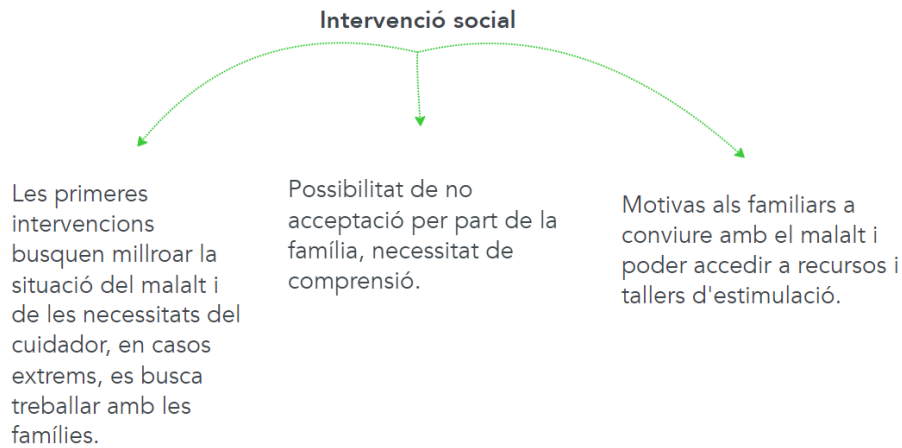 Intervenció social
Les primeres
intervencions
busquen millroar la
situació del malalt i
de les necessitats del
cuidador, en casos
extrems, es busca
treballar amb les
famílies.
Possibilitat de no
acceptació per part de la
família, necessitat de
comprensió.
Motivas als familiars a
conviure amb el malalt i
poder accedir a recursos i
tallers d'estimulació.